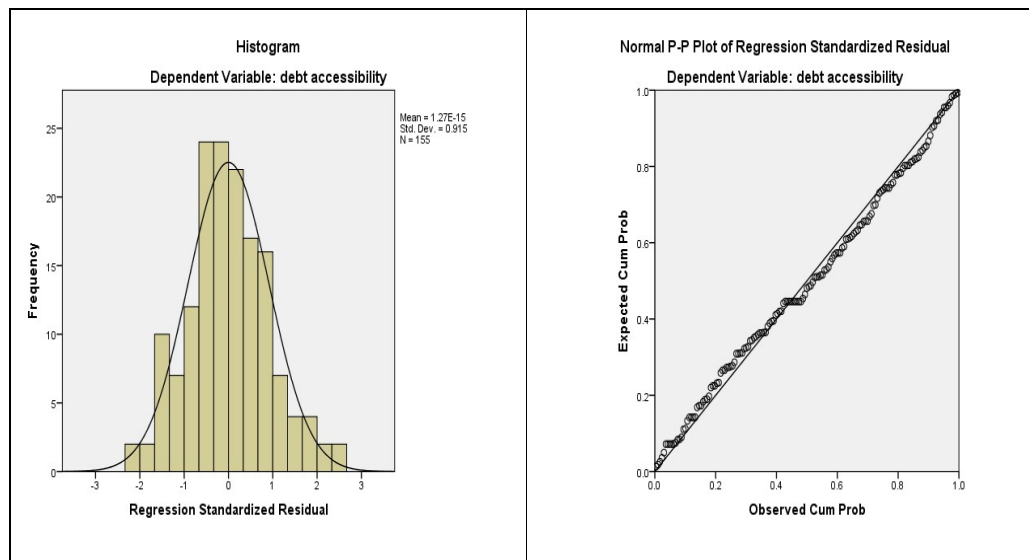 Histogram
Dependent Variable: debt accessibility
Mean = 1.27E-15
Std. Dev. = 0.915
N = 155
Frequency
25
20
15
10
5
0
-3 -2 -1 0 1 2 3
Regression Standardized Residual
Normal P-P Plot of Regression Standardized Residual
Dependent Variable: debt accessibility
Expected Cum Prob
1.0
0.8
0.6
0.4
0.2
0.0
0.0 0.2 0.4 0.6 0.8 1.0
Observed Cum Prob